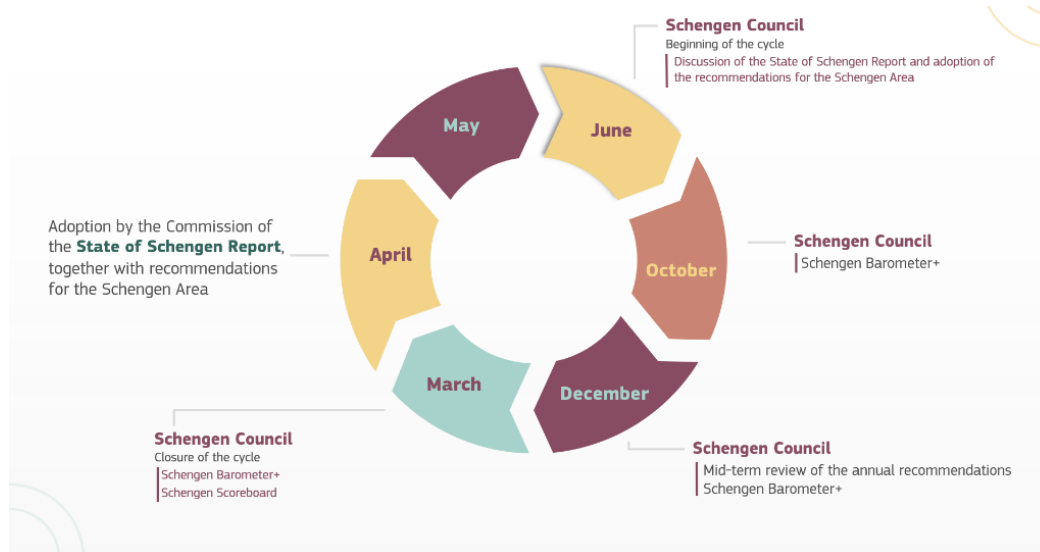 Schengen Council
Beginning of the cycle
Discussion of the State of Schengen Report and adoption of
the recommendations for the Schengen Area
May
June
Adoption by the Commission of
the State of Schengen Report,
together with recommendations
for the Schengen Area
April
October
Schengen Council
Schengen Barometer+
March
December
Schengen Council
Closure of the cycle
Schengen Barometer+
Schengen Scoreboard
Schengen Council
Mid-term review of the annual recommendations
Schengen Barometer+